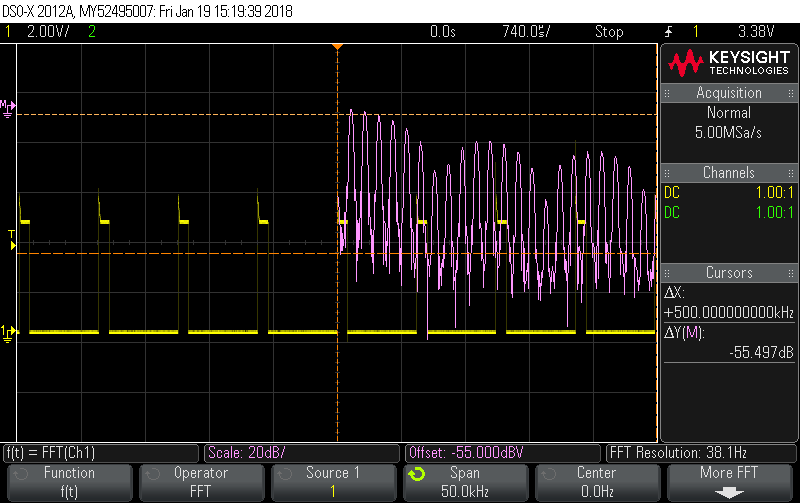 DSO-X 2012A, MY52495007: Fri Jan 19 15:19:39 2018
1 2.00V/ 2 0.0s 740.0µs/ Stop 1 3.38V
M
KEYSIGHT
TECHNOLOGIES
Acquisition
Normal
5.00MSa/s
Channels
DC 1.00:1
DC 1.00:1
T
Cursors
ΔX:
+500.000000000kHz
1
ΔY(M):
-55.497dB
f(t) = FFT(Ch1) Scale: 20dB/ Offset: -55.000dBV FFT Resolution: 38.1Hz
Function Operator Source 1 Span Center More FFT
f(t) FFT 1 50.0kHz 0.0Hz